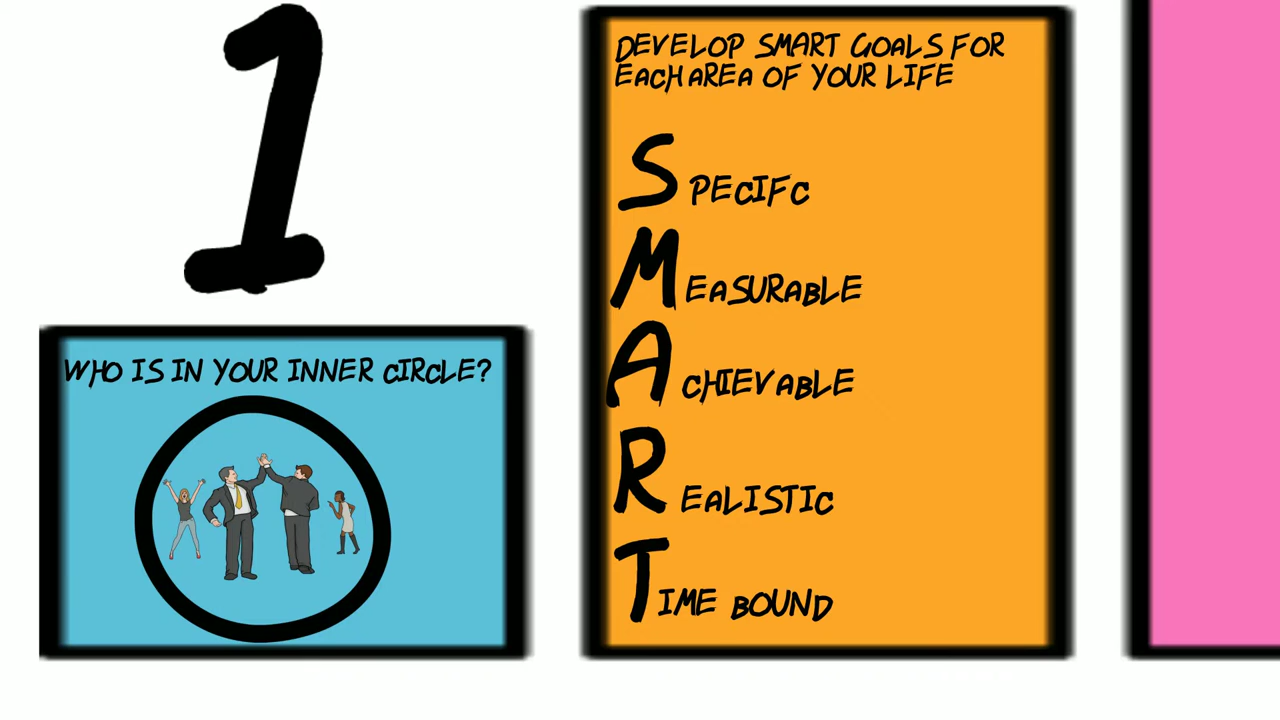 1
WHO IS IN YOUR INNER CIRCLE?
DEVELOP SMART GOALS FOR
EACH AREA OF YOUR LIFE
SPECIFC
MEASURABLE
ACHIEVABLE
REALISTIC
TIME BOUND